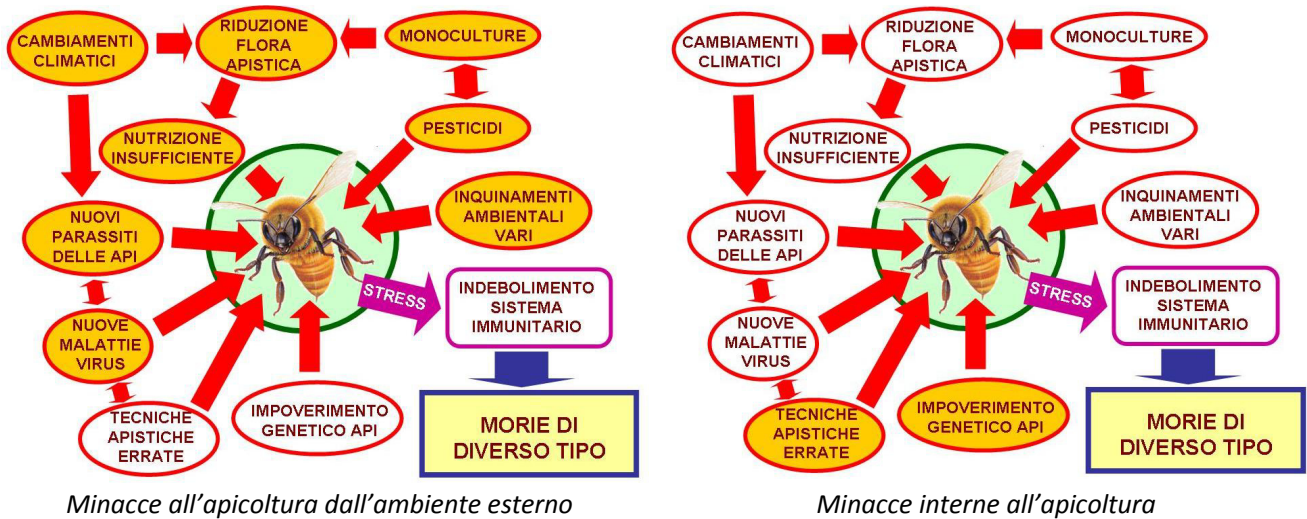 CAMBIAMENTI
CLIMATICI
RIDUZIONE
FLORA
APISTICA
MONOCULTURE
NUTRIZIONE
INSUFFICIENTE
PESTICIDI
NUOVI
PARASSITI
DELLE API
INQUINAMENTI
AMBIENTALI
VARI
STRESS
INDEBOLIMENTO
SISTEMA
IMMUNITARIO
NUOVE
MALATTIE
VIRUS
TECNICHE
APISTICHE
ERRATE
IMPOVERIMENTO
GENETICO API
MORIE DI
DIVERSO TIPO
Minacce all'apicoltura dall'ambiente esterno
CAMBIAMENTI
CLIMATICI
RIDUZIONE
FLORA
APISTICA
MONOCULTURE
NUTRIZIONE
INSUFFICIENTE
PESTICIDI
NUOVI
PARASSITI
DELLE API
INQUINAMENTI
AMBIENTALI
VARI
STRESS
INDEBOLIMENTO
SISTEMA
IMMUNITARIO
NUOVE
MALATTIE
VIRUS
TECNICHE
APISTICHE
ERRATE
IMPOVERIMENTO
GENETICO API
MORIE DI
DIVERSO TIPO
Minacce interne all'apicoltura